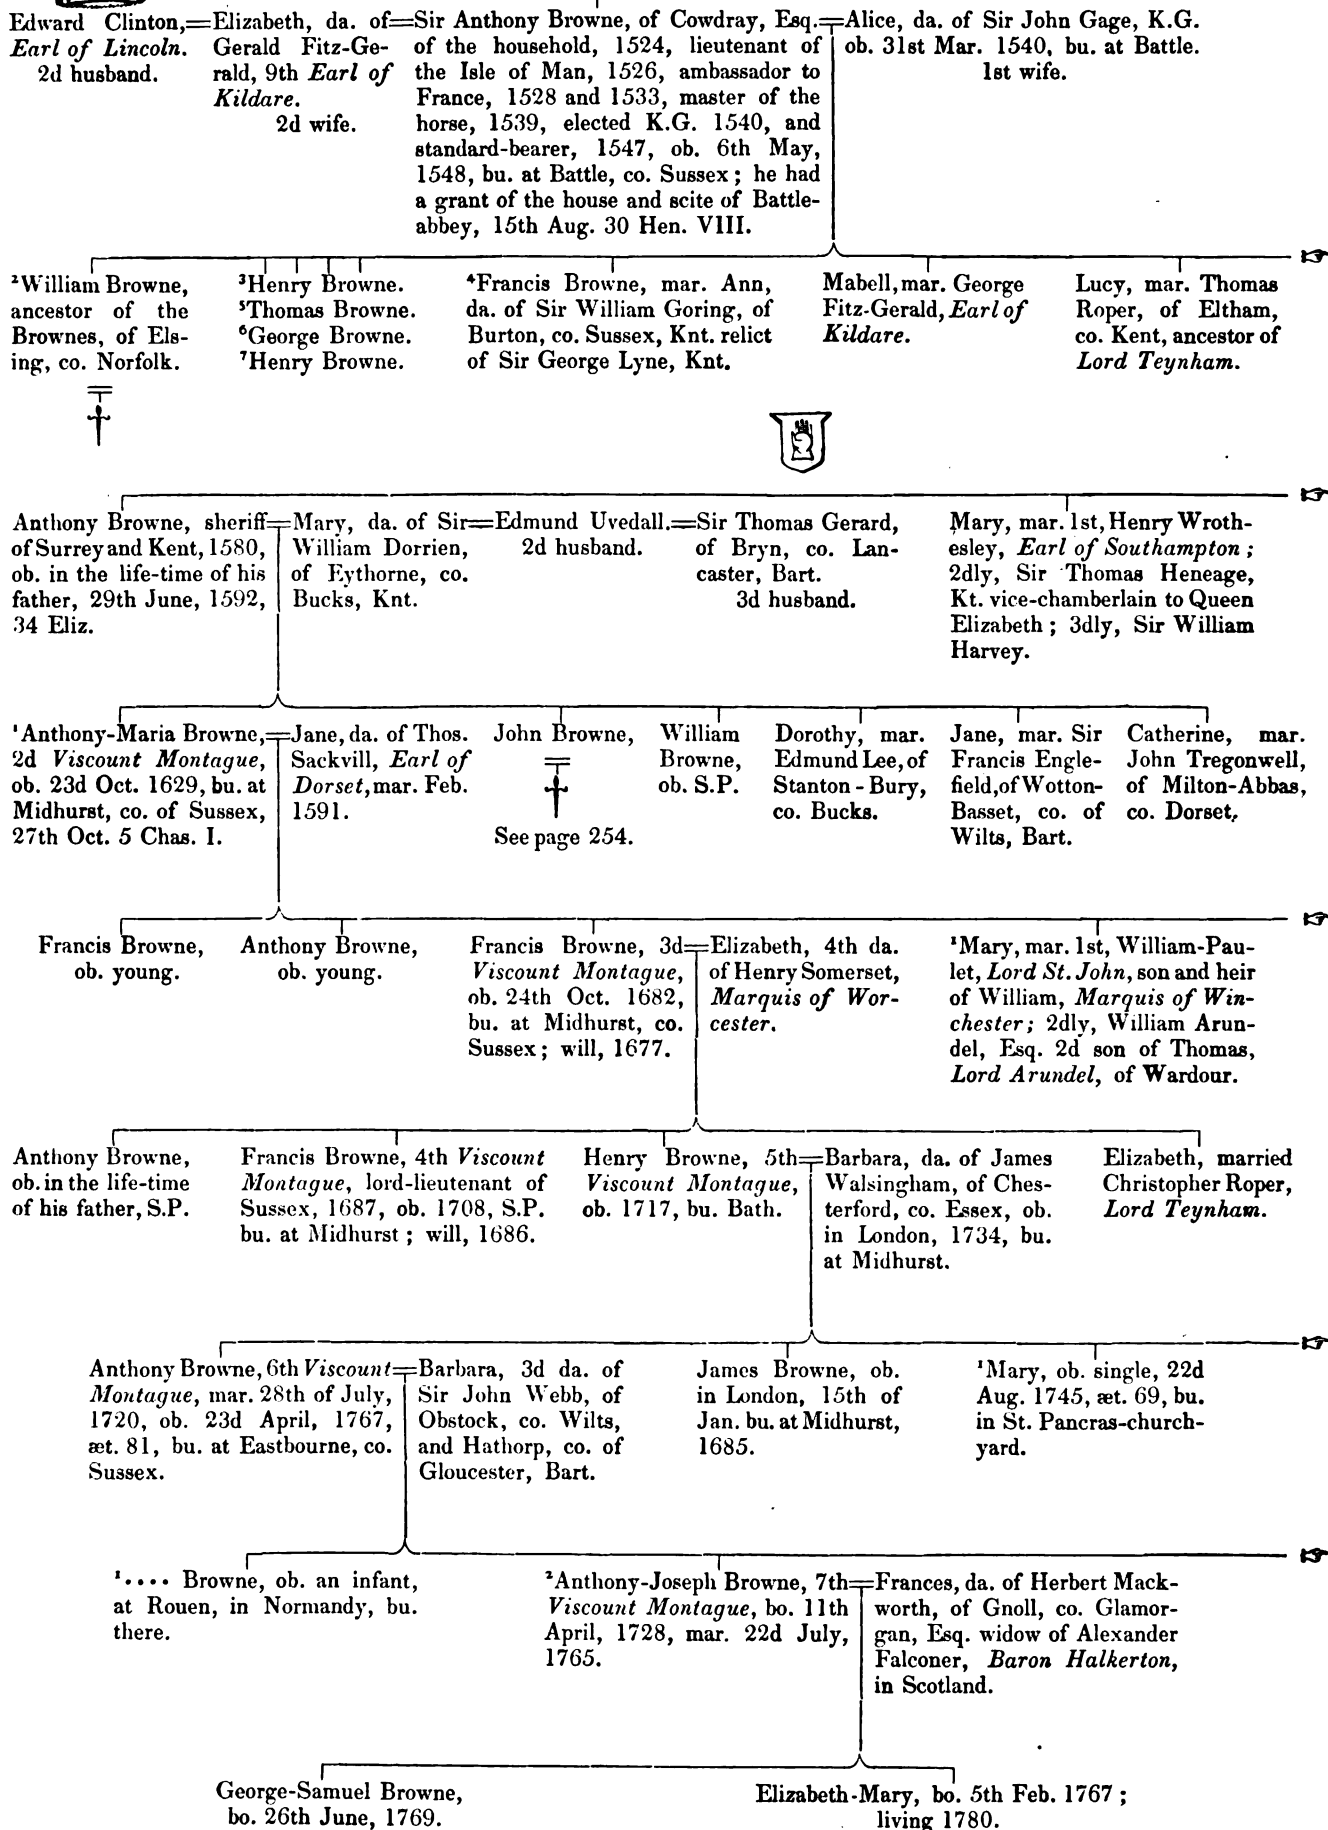 Edward Clinton,
Earl of Lincoln.
2d husband.
Elizabeth, da. of
Gerald Fitz-Ge-
rald, 9th Earl of
Kildare.
2d wife.
Sir Anthony Browne, of Cowdray, Esq.
of the household, 1524, lieutenant of
the Isle of Man, 1526, ambassador to
France, 1528 and 1533, master of the
horse, 1539, elected K.G. 1540, and
standard-bearer, 1547, ob. 6th May,
1548, bu. at Battle, co. Sussex; he had
a grant of the house and scite of Battle-
abbey, 15th Aug. 30 Hen. VIII.
Alice, da. of Sir John Gage, K.G.
ob. 31st Mar. 1540, bu. at Battle.
1st wife.
²William Browne,
ancestor of the
Brownes, of Els-
ing, co. Norfolk.
³Henry Browne.
⁵Thomas Browne.
⁶George Browne.
⁷Henry Browne.
⁴Francis Browne, mar. Ann,
da. of Sir William Goring, of
Burton, co. Sussex, Knt. relict
of Sir George Lyne, Knt.
Mabell, mar. George
Fitz-Gerald, Earl of
Kildare.
Lucy, mar. Thomas
Roper, of Eltham,
co. Kent, ancestor of
Lord Teynham.
Anthony Browne, sheriff
of Surrey and Kent, 1580,
ob. in the life-time of his
father, 29th June, 1592,
34 Eliz.
Mary, da. of Sir
William Dorrien,
of Eythorne, co.
Bucks, Knt.
Edmund Uvedall.
2d husband.
Sir Thomas Gerard,
of Bryn, co. Lan-
caster, Bart.
3d husband.
Mary, mar. 1st, Henry Wroth-
esley, Earl of Southampton;
2dly, Sir Thomas Heneage,
Kt. vice-chamberlain to Queen
Elizabeth; 3dly, Sir William
Harvey.
¹Anthony-Maria Browne,
2d Viscount Montague,
ob. 23d Oct. 1629, bu. at
Midhurst, co. of Sussex,
27th Oct. 5 Chas. I.
Jane, da. of Thos.
Sackvill, Earl of
Dorset, mar. Feb.
1591.
John Browne,
See page 254.
William
Browne,
ob. S.P.
Dorothy, mar.
Edmund Lee, of
Stanton-Bury,
co. Bucks.
Jane, mar. Sir
Francis Engle-
field, of Wotton-
Basset, co. of
Wilts, Bart.
Catherine, mar.
John Tregonwell,
of Milton-Abbas,
co. Dorset.
Francis Browne,
ob. young.
Anthony Browne,
ob. young.
Francis Browne, 3d
Viscount Montague,
ob. 24th Oct. 1682,
bu. at Midhurst, co.
Sussex; will, 1677.
Elizabeth, 4th da.
of Henry Somerset,
Marquis of Wor-
cester.
¹Mary, mar. 1st, William-Pau-
let, Lord St. John, son and heir
of William, Marquis of Win-
chester; 2dly, William Arun-
del, Esq. 2d son of Thomas,
Lord Arundel, of Wardour.
Anthony Browne,
ob. in the life-time
of his father, S.P.
Francis Browne, 4th Viscount
Montague, lord-lieutenant of
Sussex, 1687, ob. 1708, S.P.
bu. at Midhurst; will, 1686.
Henry Browne, 5th
Viscount Montague,
ob. 1717, bu. Bath.
Barbara, da. of James
Walsingham, of Ches-
terford, co. Essex, ob.
in London, 1734, bu.
at Midhurst.
Elizabeth, married
Christopher Roper,
Lord Teynham.
Anthony Browne, 6th Viscount
Montague, mar. 28th of July,
1720, ob. 23d April, 1767,
æt. 81, bu. at Eastbourne, co.
Sussex.
Barbara, 3d da. of
Sir John Webb, of
Obstock, co. Wilts,
and Hathorp, co. of
Gloucester, Bart.
James Browne, ob.
in London, 15th of
Jan. bu. at Midhurst,
1685.
¹Mary, ob. single, 22d
Aug. 1745, æt. 69, bu.
in St. Pancras-church-
yard.
¹.... Browne, ob. an infant,
at Rouen, in Normandy, bu.
there.
²Anthony-Joseph Browne, 7th
Viscount Montague, bo. 11th
April, 1728, mar. 22d July,
1765.
Frances, da. of Herbert Mack-
worth, of Gnoll, co. Glamor-
gan, Esq. widow of Alexander
Falconer, Baron Halkerton,
in Scotland.
George-Samuel Browne,
bo. 26th June, 1769.
Elizabeth-Mary, bo. 5th Feb. 1767;
living 1780.